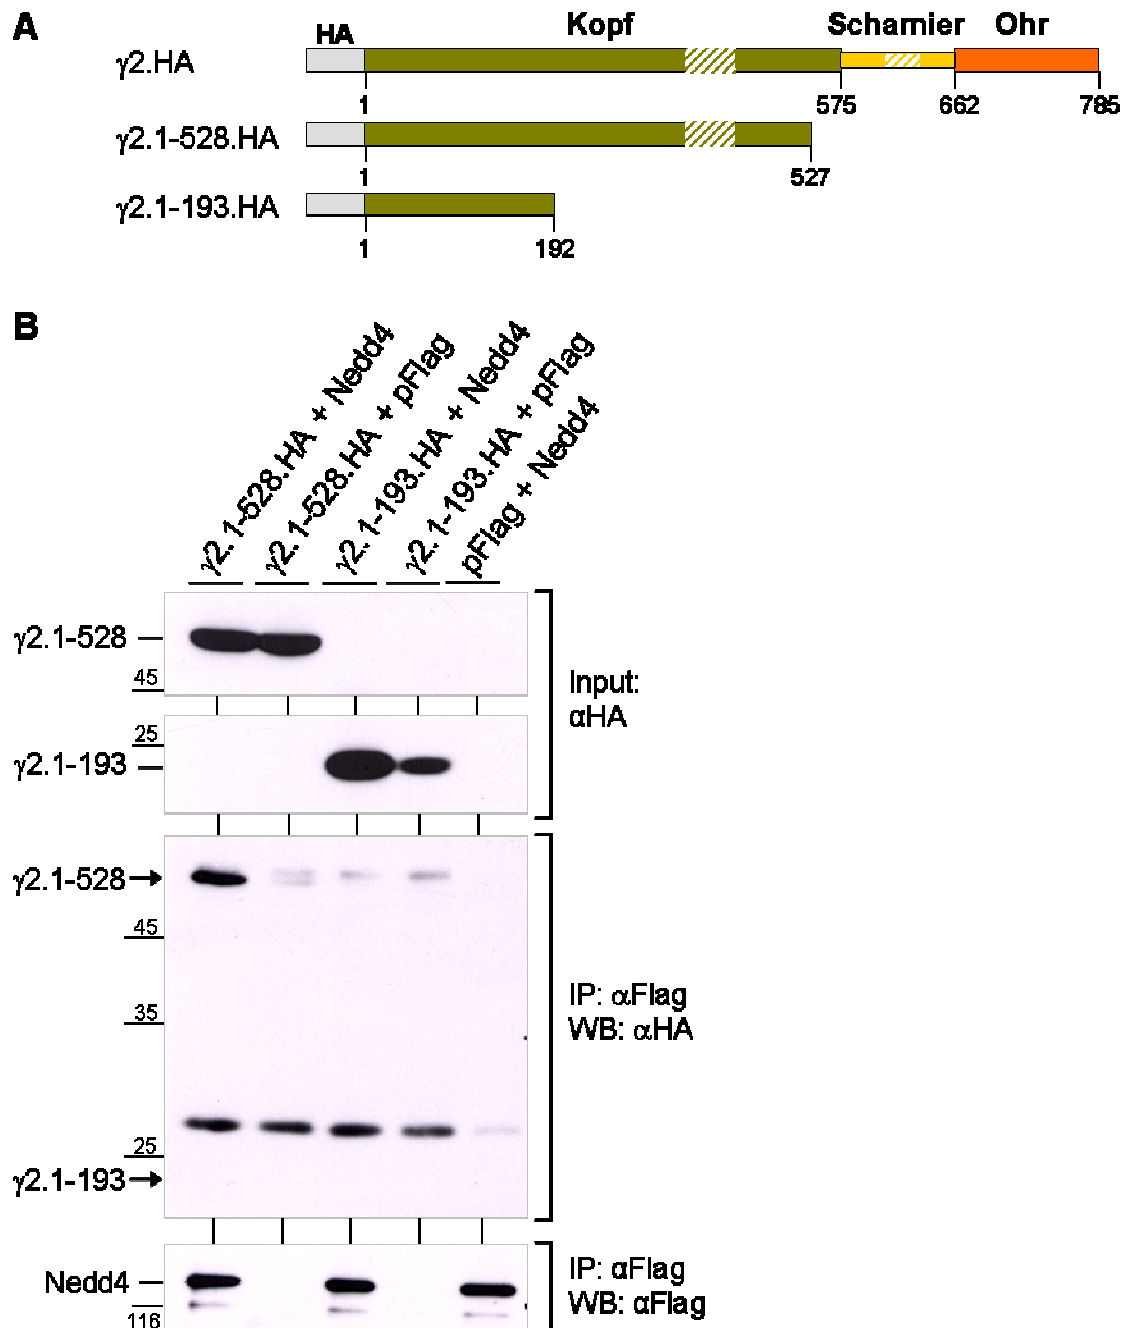 A
HA
Kopf
Scharnier
Ohr
γ2.HA
1
575
662
785
γ2.1-528.HA
1
527
γ2.1-193.HA
1
192
B
γ2.1-528.HA + Nedd4
γ2.1-528.HA + pFlag
γ2.1-193.HA + Nedd4
γ2.1-193.HA + pFlag
pFlag + Nedd4
γ2.1-528
45
25
γ2.1-193
Input:
αHA
γ2.1-528
45
35
25
γ2.1-193
IP: αFlag
WB: αHA
Nedd4
116
IP: αFlag
WB: αFlag